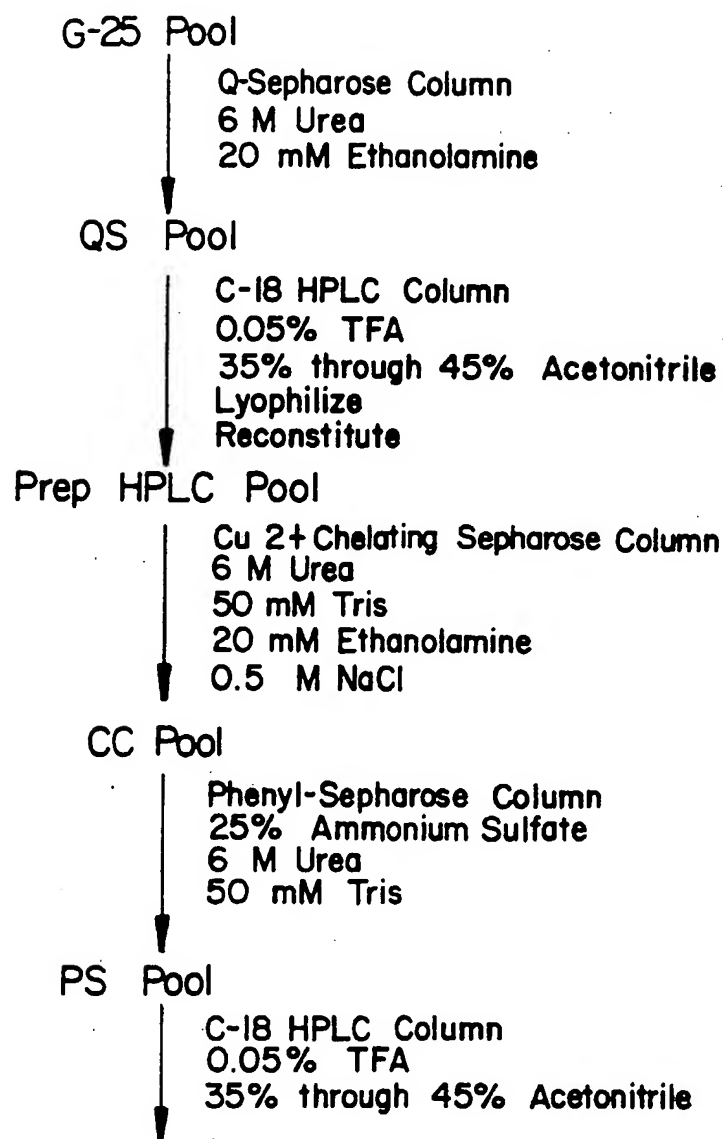 G-25 Pool
Q-Sepharose Column
6 M Urea
20 mM Ethanolamine
QS Pool
C-18 HPLC Column
0.05% TFA
35% through 45% Acetonitrile
Lyophilize
Reconstitute
Prep HPLC Pool
Cu 2+ Chelating Sepharose Column
6 M Urea
50 mM Tris
20 mM Ethanolamine
0.5 M NaCl
CC Pool
Phenyl-Sepharose Column
25% Ammonium Sulfate
6 M Urea
50 mM Tris
PS Pool
C-18 HPLC Column
0.05% TFA
35% through 45% Acetonitrile